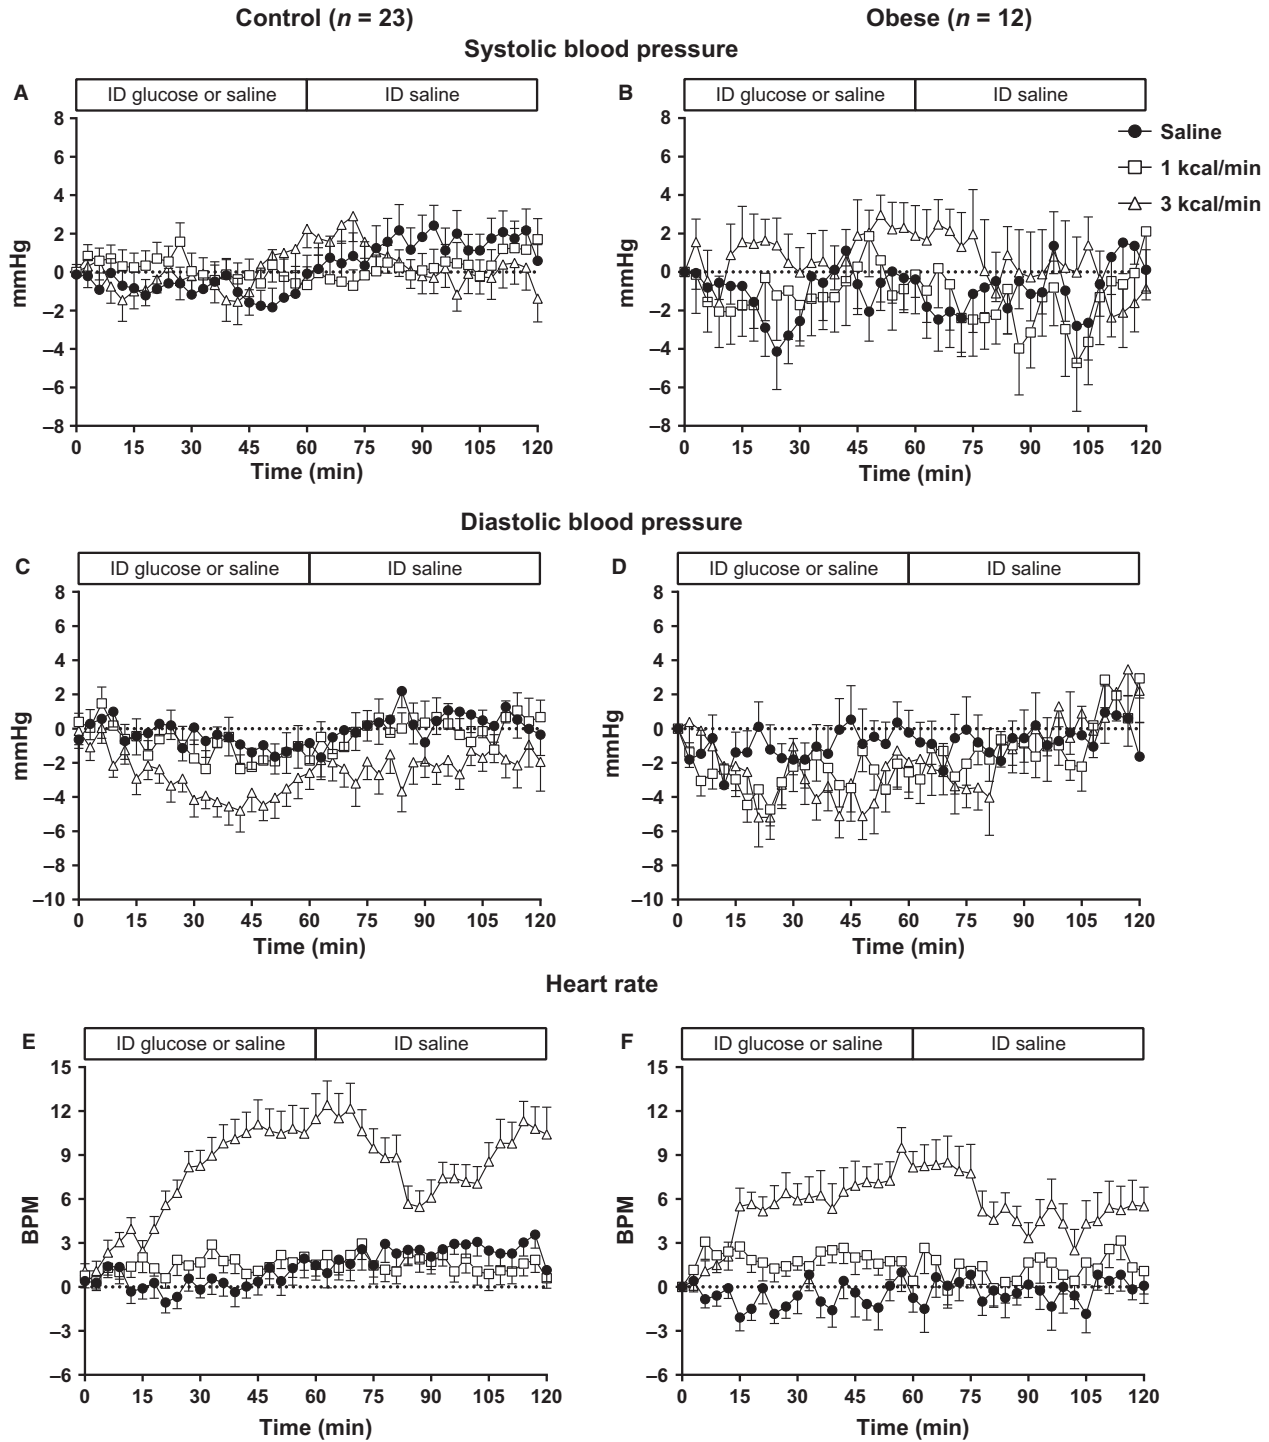 Control (n = 23) Obese (n = 12)
Systolic blood pressure
A ID glucose or saline ID saline
8
6
4
2
0
–2
–4
–6
–8
mmHg
0 15 30 45 60 75 90 105 120
Time (min)
B ID glucose or saline ID saline
8
6
4
2
0
–2
–4
–6
–8
mmHg
0 15 30 45 60 75 90 105 120
Time (min)
Saline
1 kcal/min
3 kcal/min
Diastolic blood pressure
C ID glucose or saline ID saline
8
6
4
2
0
–2
–4
–6
–8
–10
mmHg
0 15 30 45 60 75 90 105 120
Time (min)
D ID glucose or saline ID saline
8
6
4
2
0
–2
–4
–6
–8
–10
mmHg
0 15 30 45 60 75 90 105 120
Time (min)
Heart rate
E ID glucose or saline ID saline
15
12
9
6
3
0
–3
–6
BPM
0 15 30 45 60 75 90 105 120
Time (min)
F ID glucose or saline ID saline
15
12
9
6
3
0
–3
–6
BPM
0 15 30 45 60 75 90 105 120
Time (min)